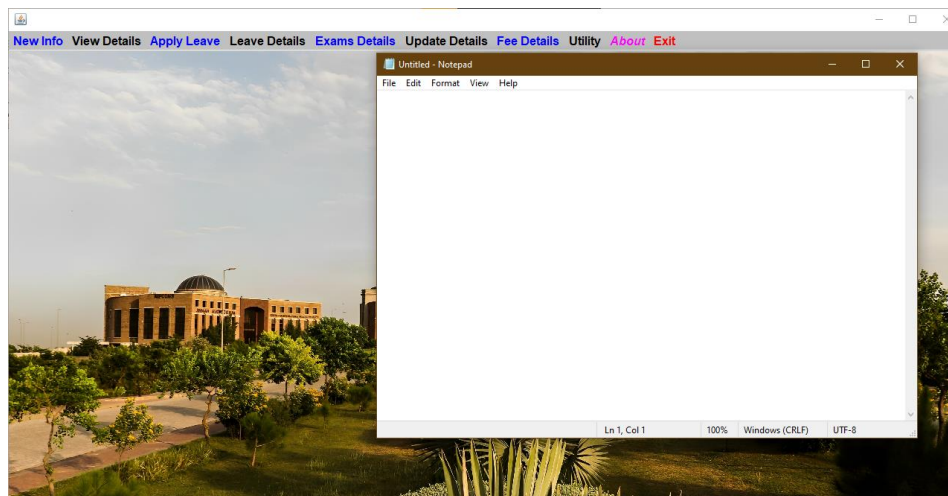 New Info View Details Apply Leave Leave Details Exams Details Update Details Fee Details Utility About Exit
Untitled - Notepad
File Edit Format View Help
Ln 1, Col 1 100% Windows (CRLF) UTF-8